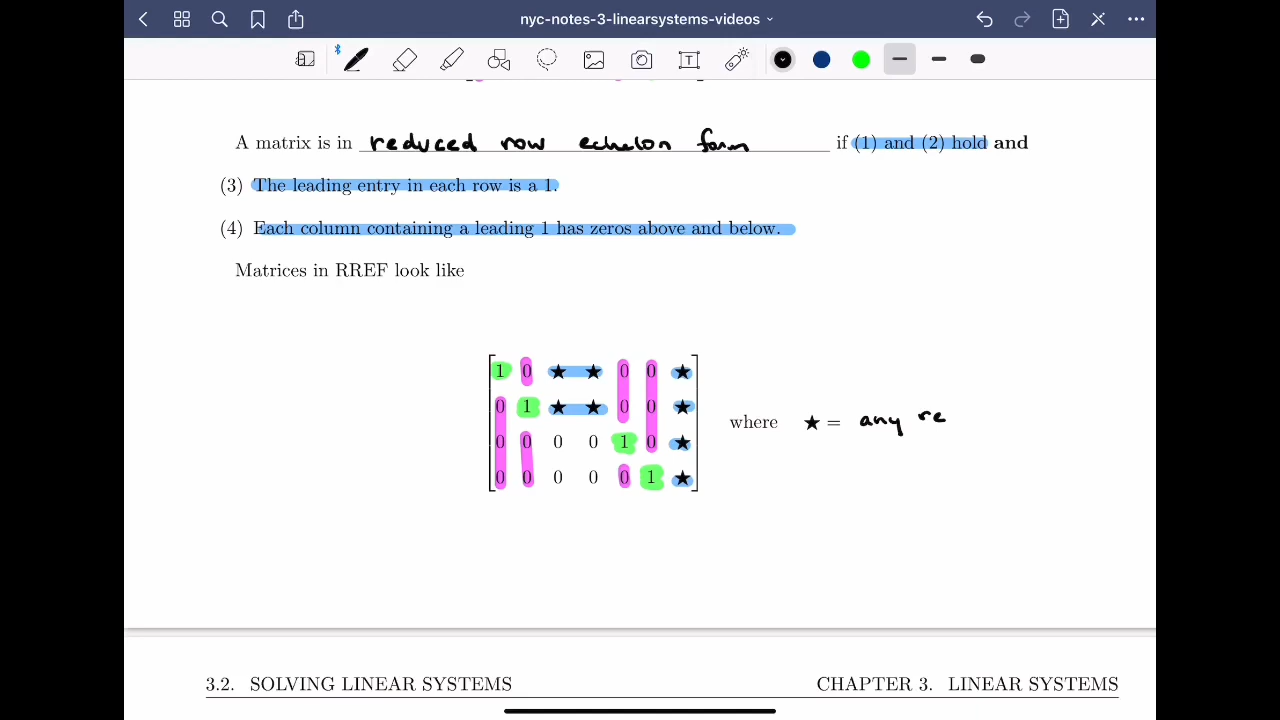 nyc-notes-3-linearsystems-videos
A matrix is in reduced row echelon form if (1) and (2) hold and
(3) The leading entry in each row is a 1.
(4) Each column containing a leading 1 has zeros above and below.
Matrices in RREF look like
1 0 ★ ★ 0 0 ★
0 1 ★ ★ 0 0 ★
0 0 0 0 1 0 ★
0 0 0 0 0 1 ★
where ★ = any re
3.2. SOLVING LINEAR SYSTEMS CHAPTER 3. LINEAR SYSTEMS